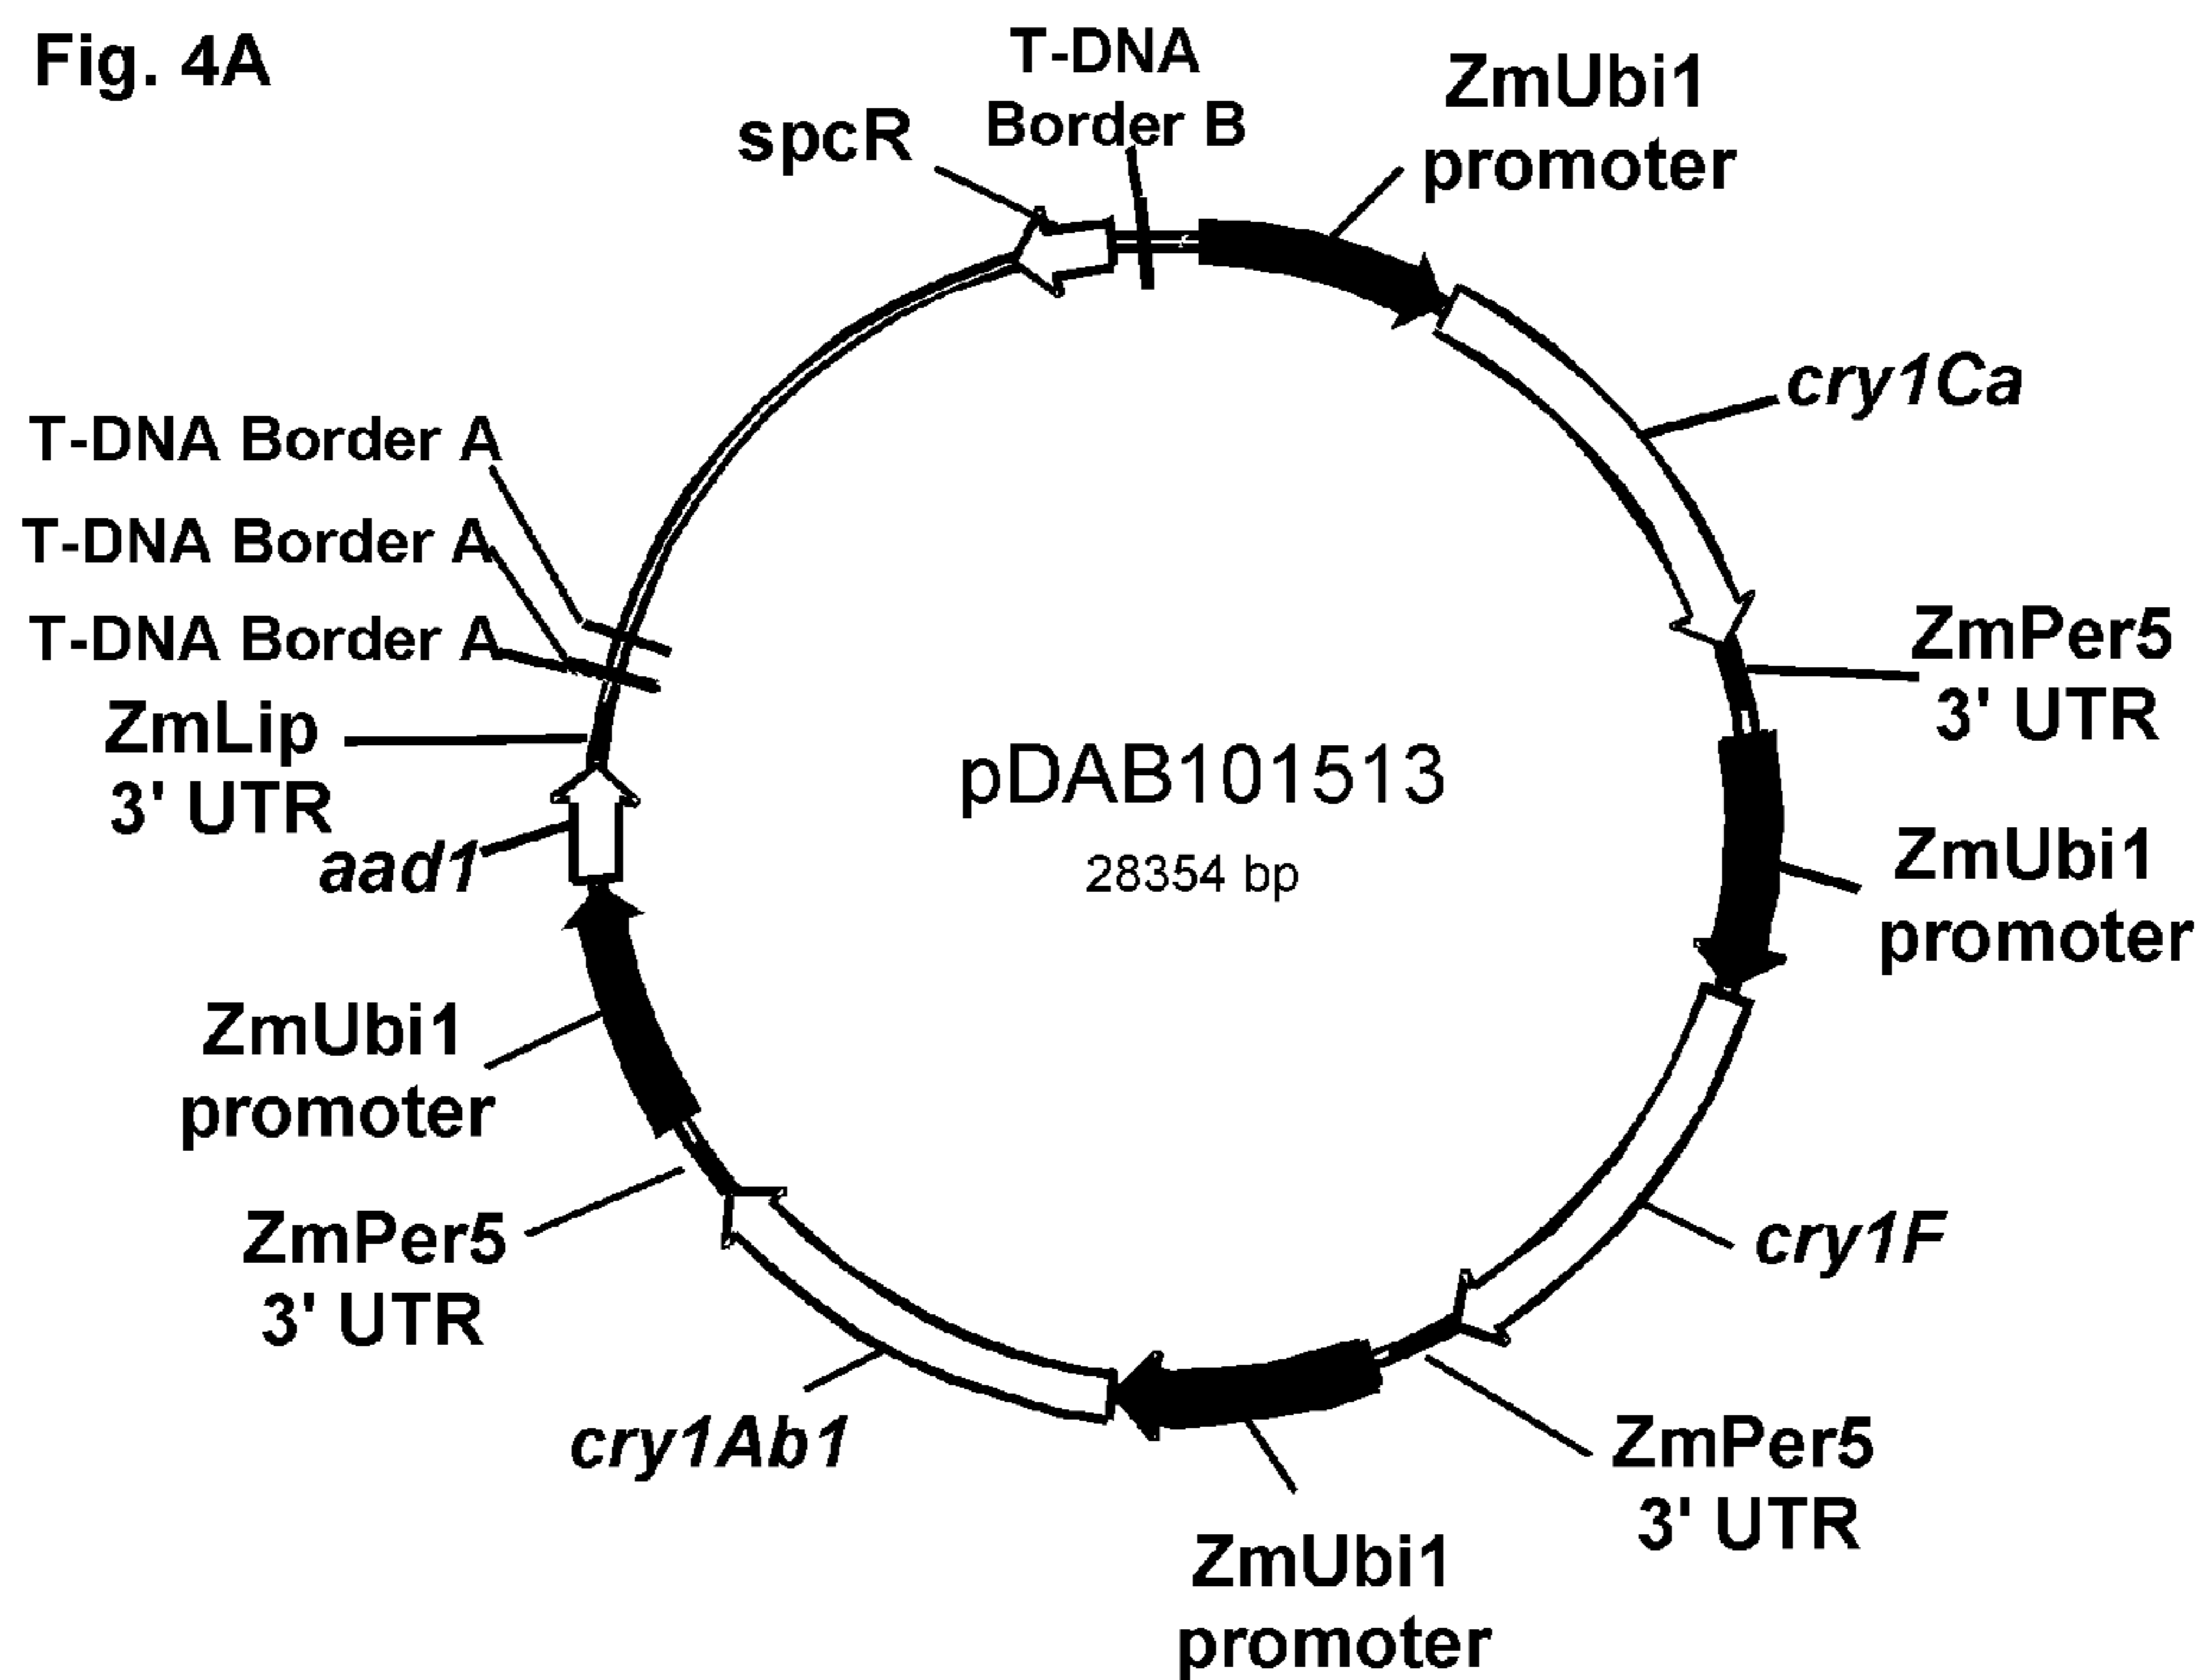 Fig. 4A
T-DNA
Border B
spcR
ZmUbi1
promoter
cry1Ca
ZmPer5
3' UTR
ZmUbi1
promoter
cry1F
ZmPer5
3' UTR
ZmUbi1
promoter
cry1Ab1
ZmPer5
3' UTR
ZmUbi1
promoter
aad1
ZmLip
3' UTR
T-DNA Border A
T-DNA Border A
T-DNA Border A
pDAB101513
28354 bp